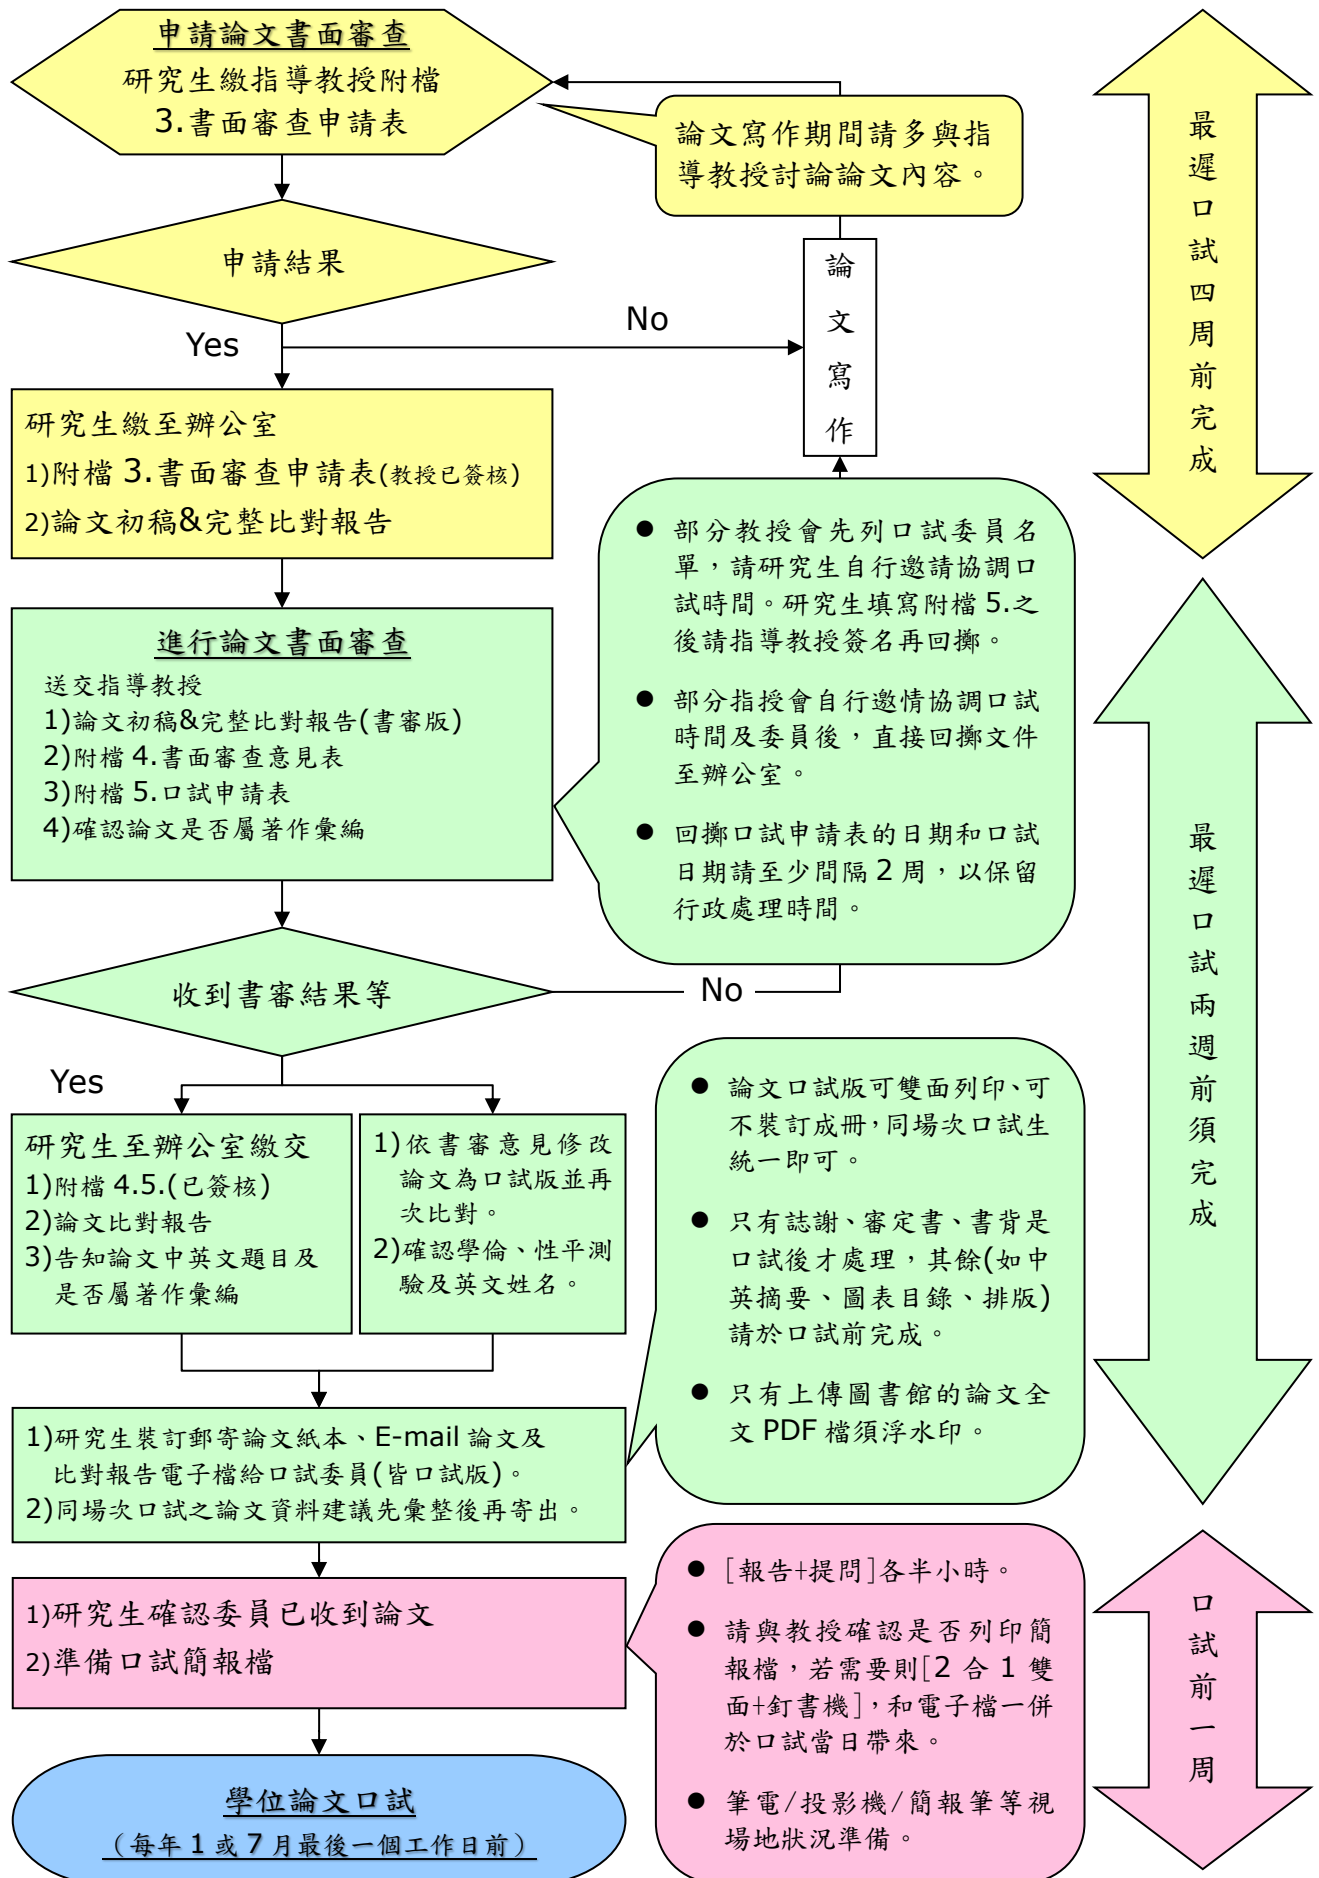 申請論文書面審查
研究生繳指導教授附檔
3.書面審查申請表
論文寫作期間請多與指
導教授討論論文內容。
申請結果
論
文
寫
作
Yes
No
研究生繳至辦公室
1)附檔 3.書面審查申請表(教授已簽核)
2)論文初稿&完整比對報告
最
遲
口
試
四
周
前
完
成
進行論文書面審查
送交指導教授
1)論文初稿&完整比對報告(書審版)
2)附檔 4.書面審查意見表
3)附檔 5.口試申請表
4)確認論文是否屬著作彙編
● 部分教授會先列口試委員名
單，請研究生自行邀請協調口
試時間。研究生填寫附檔 5.之
後請指導教授簽名再回擲。
● 部分指授會自行邀情協調口試
時間及委員後，直接回擲文件
至辦公室。
● 回擲口試申請表的日期和口試
日期請至少間隔 2 周，以保留
行政處理時間。
收到書審結果等
No
Yes
研究生至辦公室繳交
1)附檔 4.5.(已簽核)
2)論文比對報告
3)告知論文中英文題目及
是否屬著作彙編
1)依書審意見修改
論文為口試版並再
次比對。
2)確認學倫、性平測
驗及英文姓名。
● 論文口試版可雙面列印、可
不裝訂成冊，同場次口試生
統一即可。
● 只有誌謝、審定書、書背是
口試後才處理，其餘(如中
英摘要、圖表目錄、排版)
請於口試前完成。
● 只有上傳圖書館的論文全
文 PDF 檔須浮水印。
1)研究生裝訂郵寄論文紙本、E-mail 論文及
比對報告電子檔給口試委員(皆口試版)。
2)同場次口試之論文資料建議先彙整後再寄出。
最
遲
口
試
兩
週
前
須
完
成
1)研究生確認委員已收到論文
2)準備口試簡報檔
● [報告+提問]各半小時。
● 請與教授確認是否列印簡
報檔，若需要則[2 合 1 雙
面+釘書機]，和電子檔一併
於口試當日帶來。
● 筆電/投影機/簡報筆等視
場地狀況準備。
口
試
前
一
周
學位論文口試
（每年 1 或 7 月最後一個工作日前）